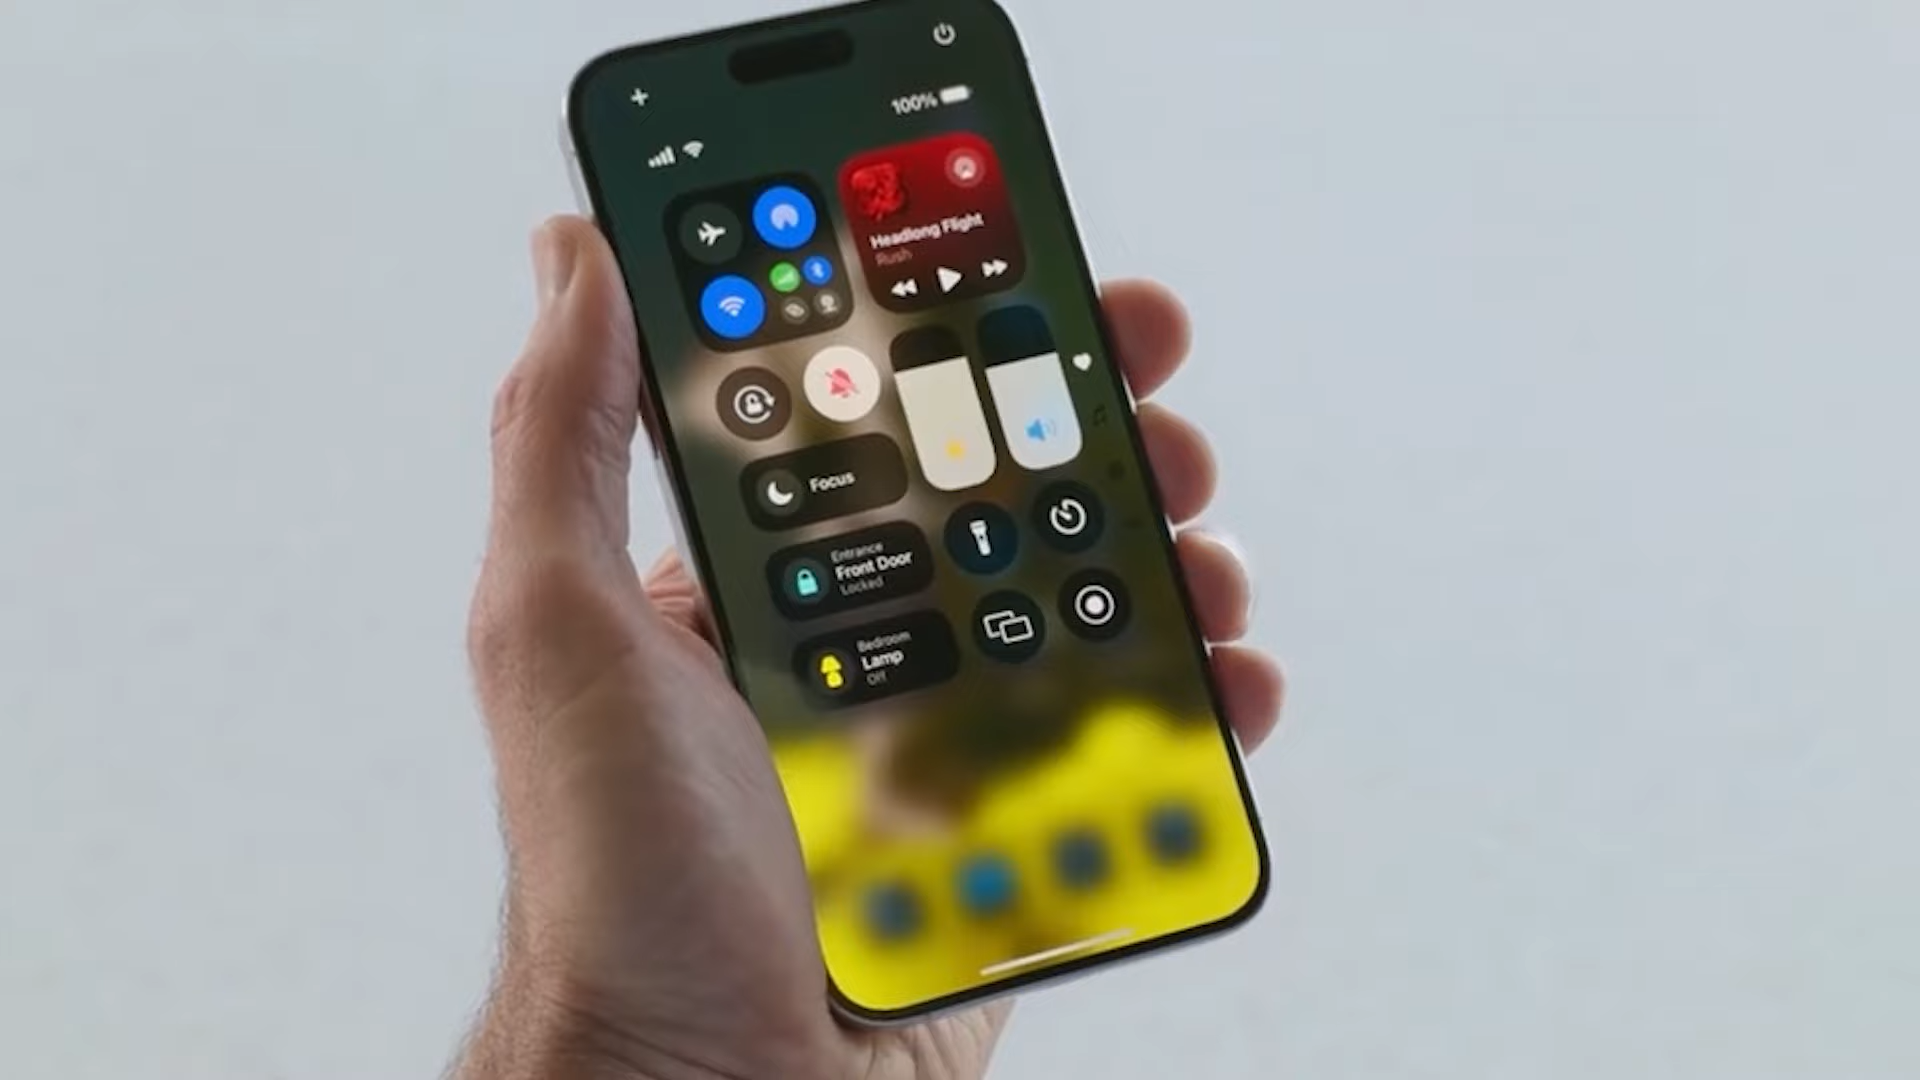 100%
Headlong Flight
Rush
Focus
Entrance
Front Door
Locked
Bedroom
Lamp
Off